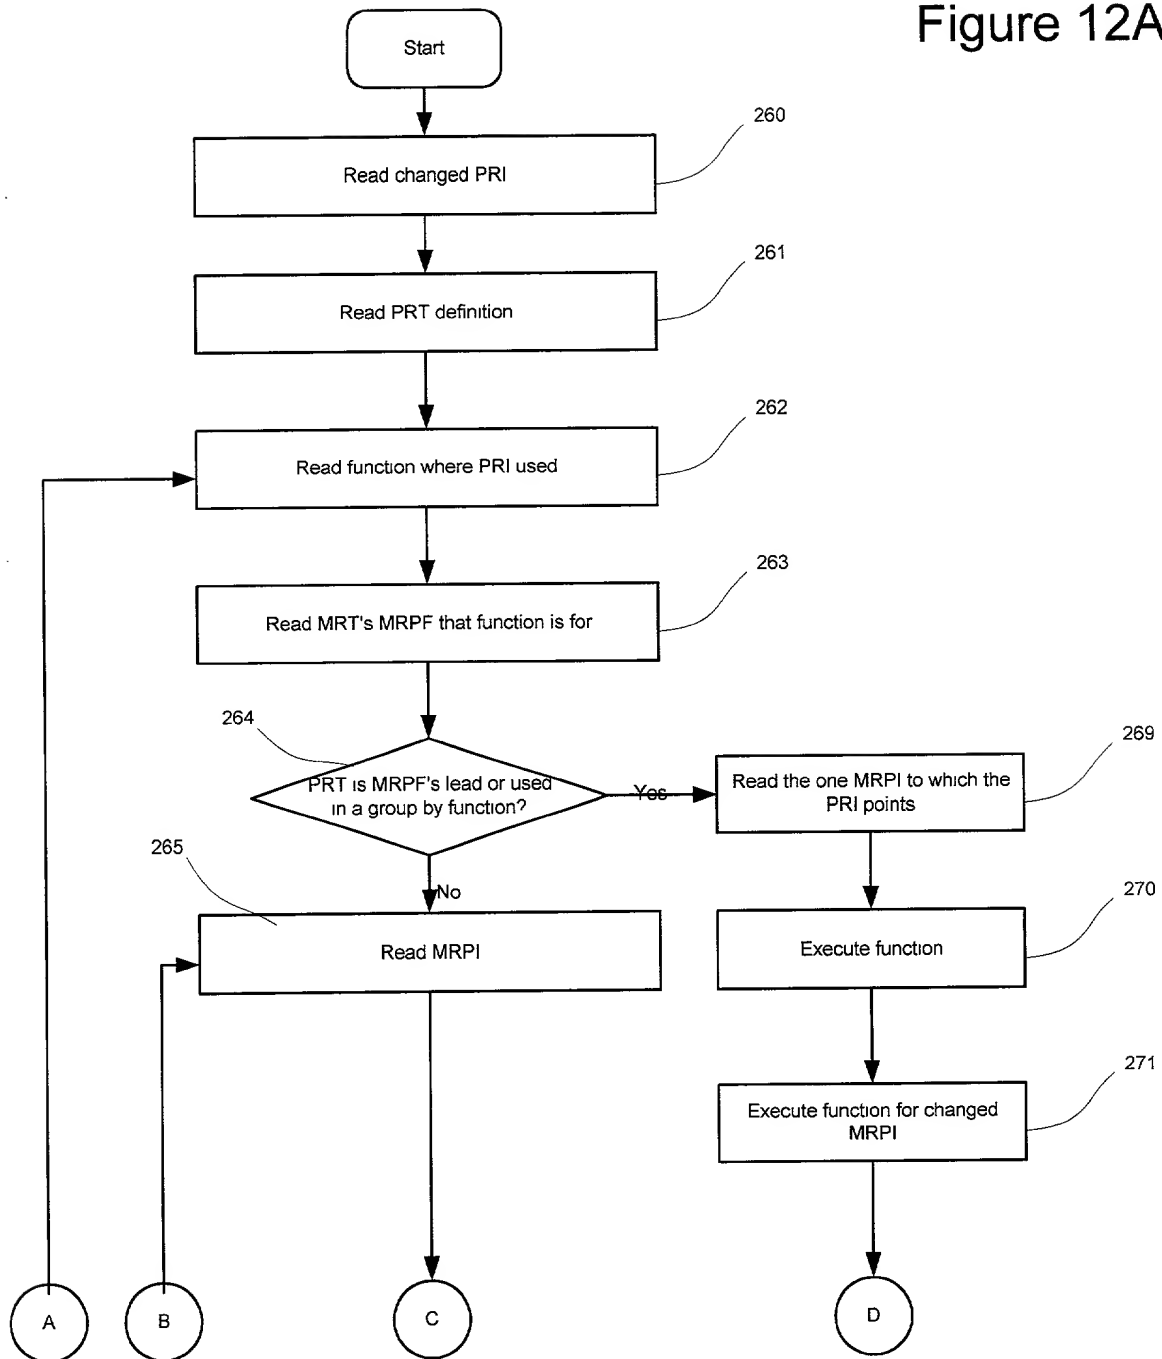 Figure 12A
Start
260
Read changed PRI
261
Read PRT definition
262
Read function where PRI used
263
Read MRT's MRPF that function is for
264
PRT is MRPF's lead or used
in a group by function?
Yes
269
Read the one MRPI to which the
PRI points
265
No
Read MRPI
270
Execute function
271
Execute function for changed
MRPI
A
B
C
D